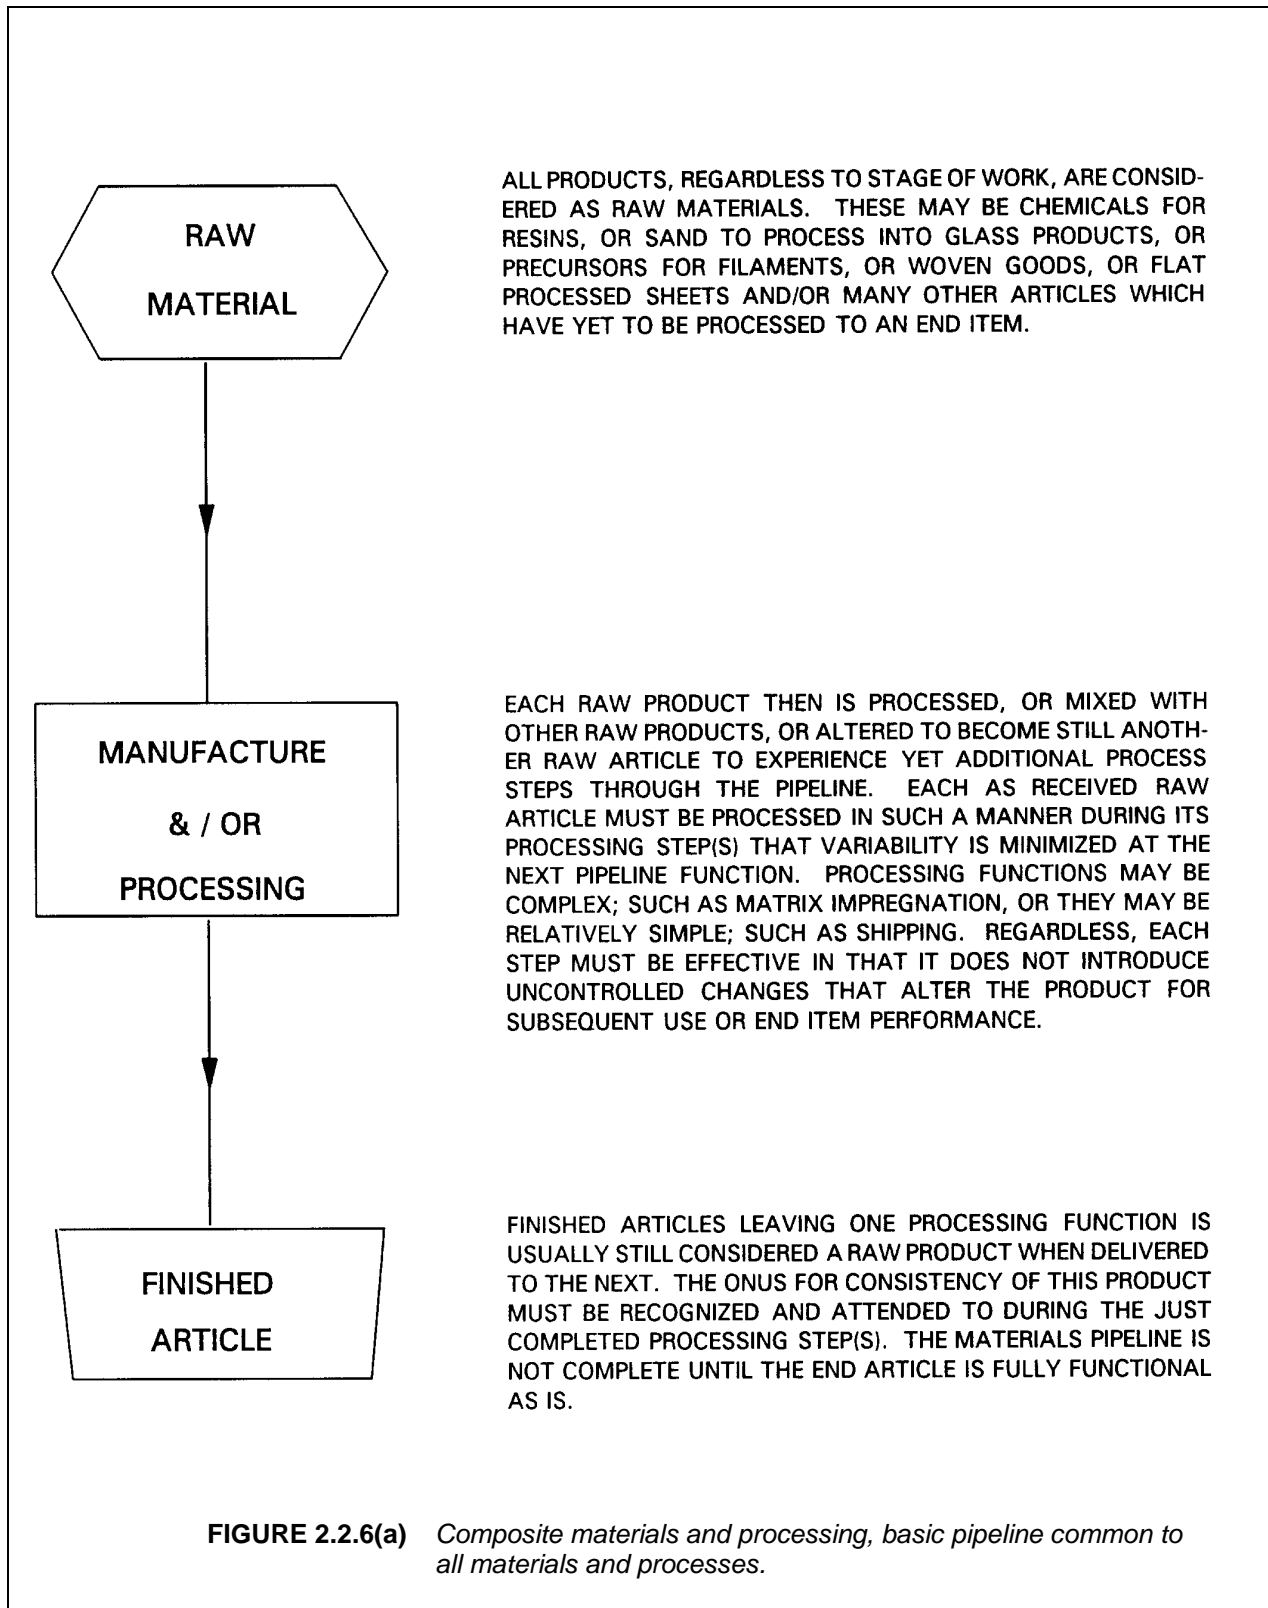 RAW
MATERIAL
ALL PRODUCTS, REGARDLESS TO STAGE OF WORK, ARE CONSID-
ERED AS RAW MATERIALS. THESE MAY BE CHEMICALS FOR
RESINS, OR SAND TO PROCESS INTO GLASS PRODUCTS, OR
PRECURSORS FOR FILAMENTS, OR WOVEN GOODS, OR FLAT
PROCESSED SHEETS AND/OR MANY OTHER ARTICLES WHICH
HAVE YET TO BE PROCESSED TO AN END ITEM.
MANUFACTURE
& / OR
PROCESSING
EACH RAW PRODUCT THEN IS PROCESSED, OR MIXED WITH
OTHER RAW PRODUCTS, OR ALTERED TO BECOME STILL ANOTH-
ER RAW ARTICLE TO EXPERIENCE YET ADDITIONAL PROCESS
STEPS THROUGH THE PIPELINE. EACH AS RECEIVED RAW
ARTICLE MUST BE PROCESSED IN SUCH A MANNER DURING ITS
PROCESSING STEP(S) THAT VARIABILITY IS MINIMIZED AT THE
NEXT PIPELINE FUNCTION. PROCESSING FUNCTIONS MAY BE
COMPLEX; SUCH AS MATRIX IMPREGNATION, OR THEY MAY BE
RELATIVELY SIMPLE; SUCH AS SHIPPING. REGARDLESS, EACH
STEP MUST BE EFFECTIVE IN THAT IT DOES NOT INTRODUCE
UNCONTROLLED CHANGES THAT ALTER THE PRODUCT FOR
SUBSEQUENT USE OR END ITEM PERFORMANCE.
FINISHED
ARTICLE
FINISHED ARTICLES LEAVING ONE PROCESSING FUNCTION IS
USUALLY STILL CONSIDERED A RAW PRODUCT WHEN DELIVERED
TO THE NEXT. THE ONUS FOR CONSISTENCY OF THIS PRODUCT
MUST BE RECOGNIZED AND ATTENDED TO DURING THE JUST
COMPLETED PROCESSING STEP(S). THE MATERIALS PIPELINE IS
NOT COMPLETE UNTIL THE END ARTICLE IS FULLY FUNCTIONAL
AS IS.
FIGURE 2.2.6(a) Composite materials and processing, basic pipeline common to
all materials and processes.